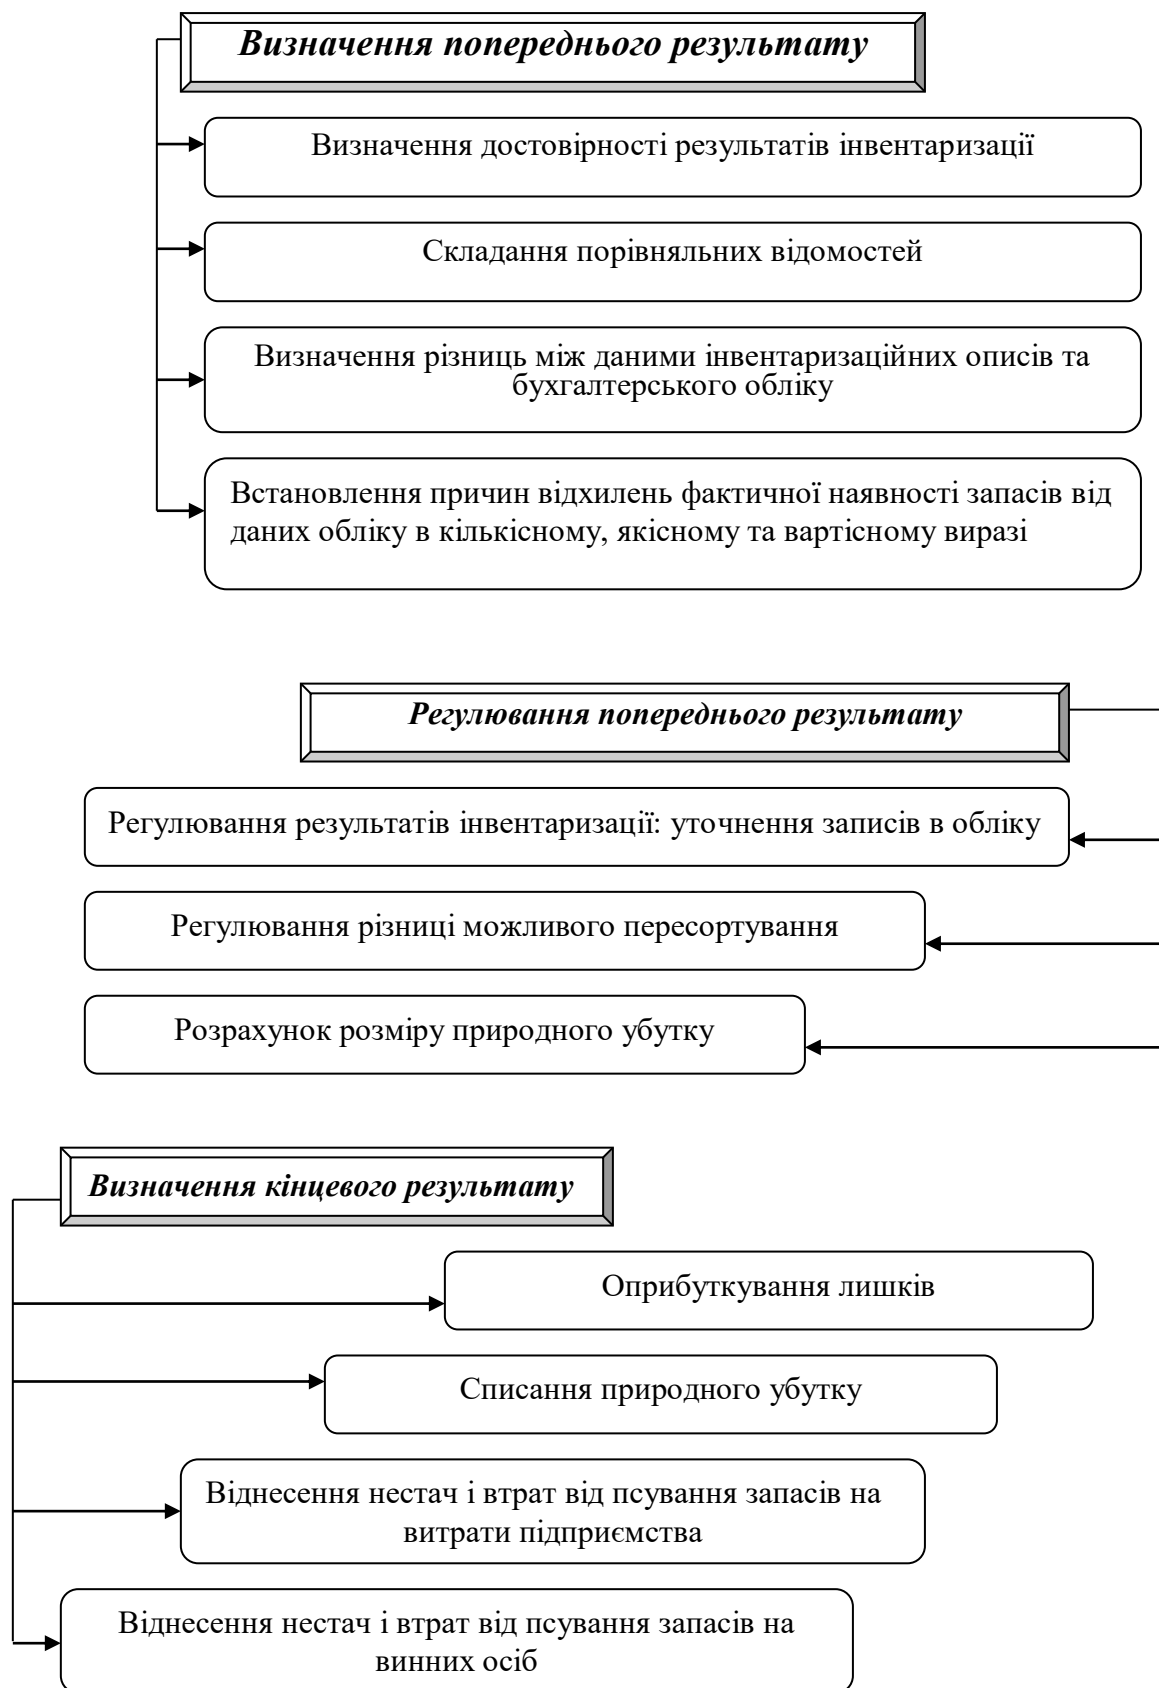 Визначення попереднього результату
Визначення достовірності результатів інвентаризації
Складання порівняльних відомостей
Визначення різниць між даними інвентаризаційних описів та
бухгалтерського обліку
Встановлення причин відхилень фактичної наявності запасів від
даних обліку в кількісному, якісному та вартісному виразі
Регулювання попереднього результату
Регулювання результатів інвентаризації: уточнення записів в обліку
Регулювання різниці можливого пересортування
Розрахунок розміру природного убутку
Визначення кінцевого результату
Оприбуткування лишків
Списання природного убутку
Віднесення нестач і втрат від псування запасів на
витрати підприємства
Віднесення нестач і втрат від псування запасів на
винних осіб